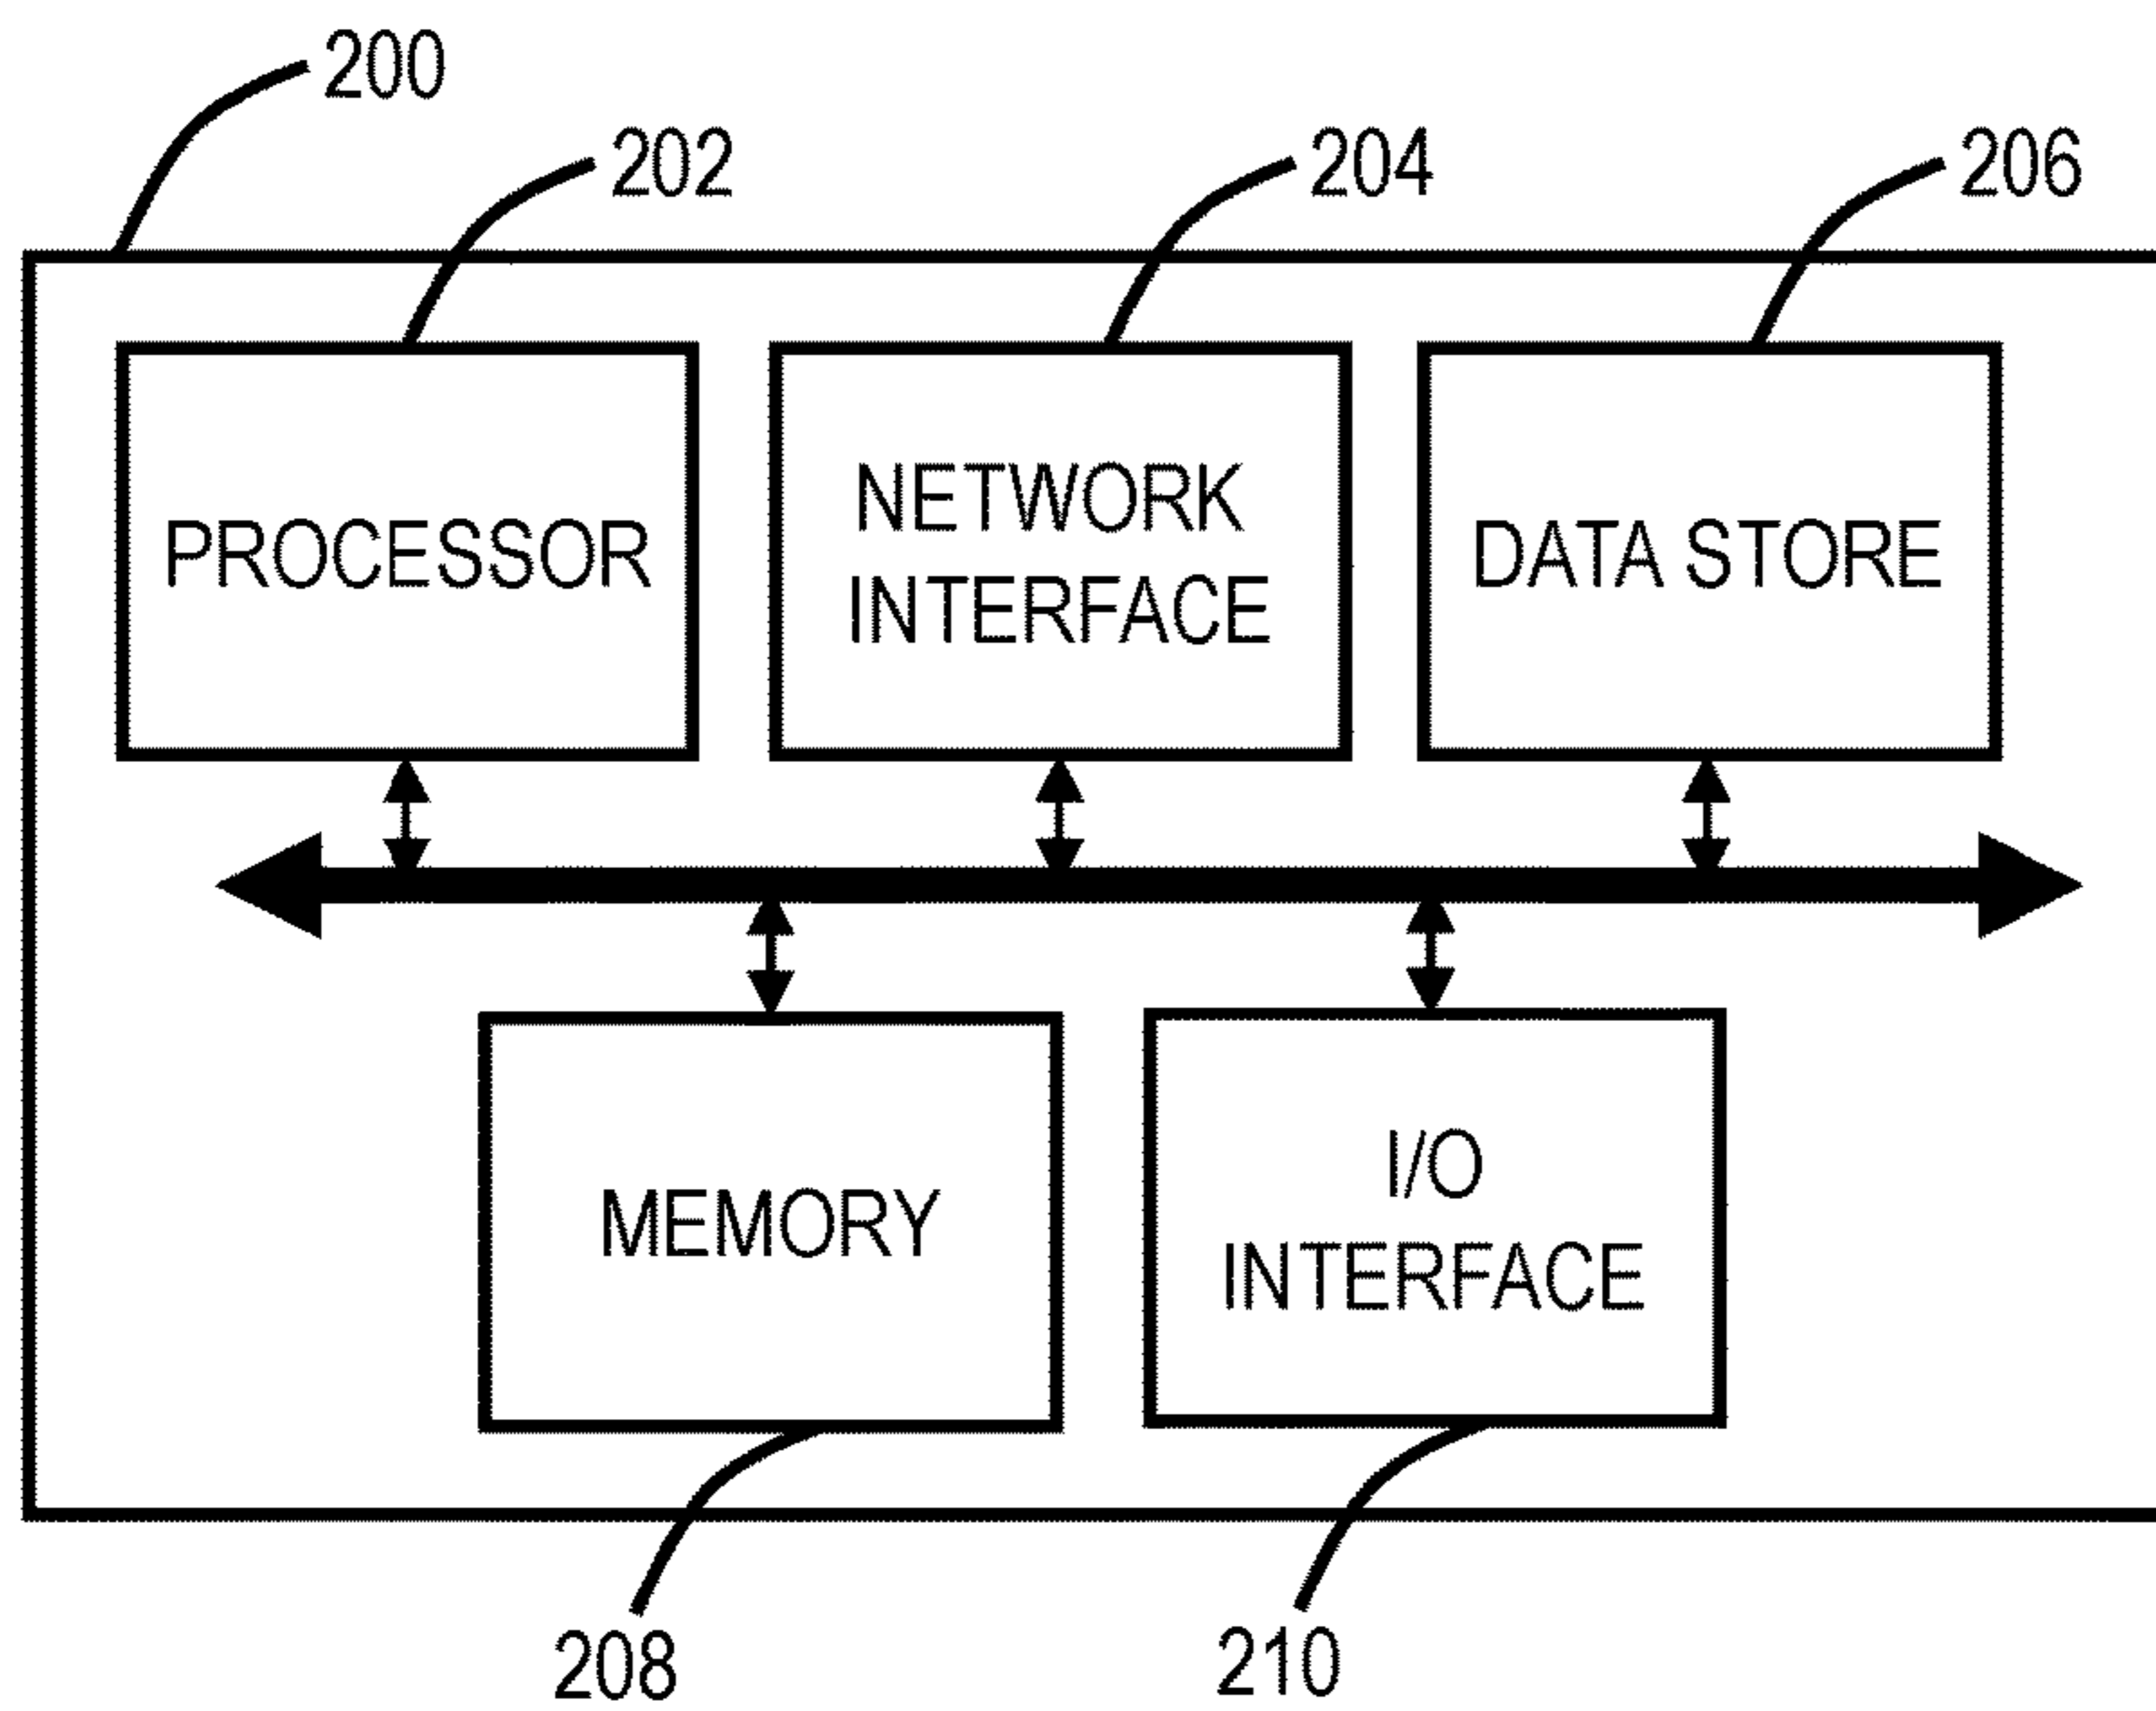 200
202
204
206
PROCESSOR
NETWORK
INTERFACE
DATA STORE
MEMORY
I/O
INTERFACE
208
210